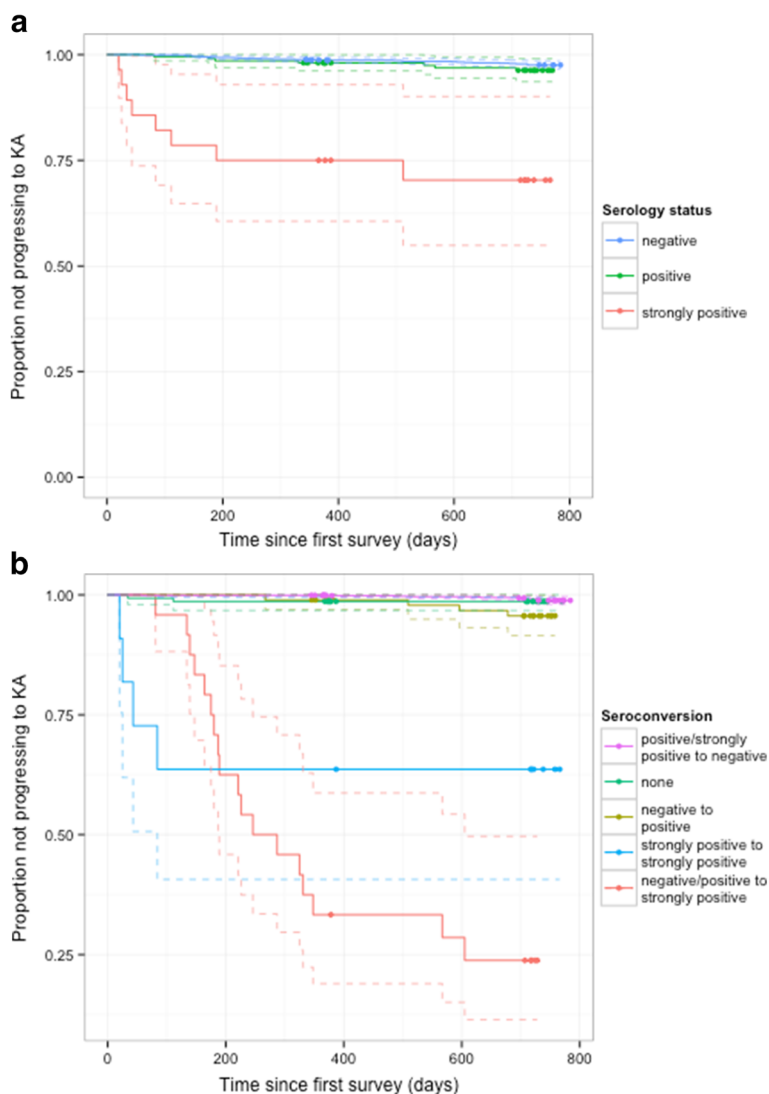 a
Proportion not progressing to KA
1.00
0.75
0.50
0.25
0.00
0
200
400
600
800
Time since first survey (days)
Serology status
negative
positive
strongly positive
b
Proportion not progressing to KA
1.00
0.75
0.50
0.25
0
200
400
600
800
Time since first survey (days)
Seroconversion
positive/strongly
positive to negative
none
negative to
positive
strongly positive to
strongly positive
negative/positive to
strongly positive